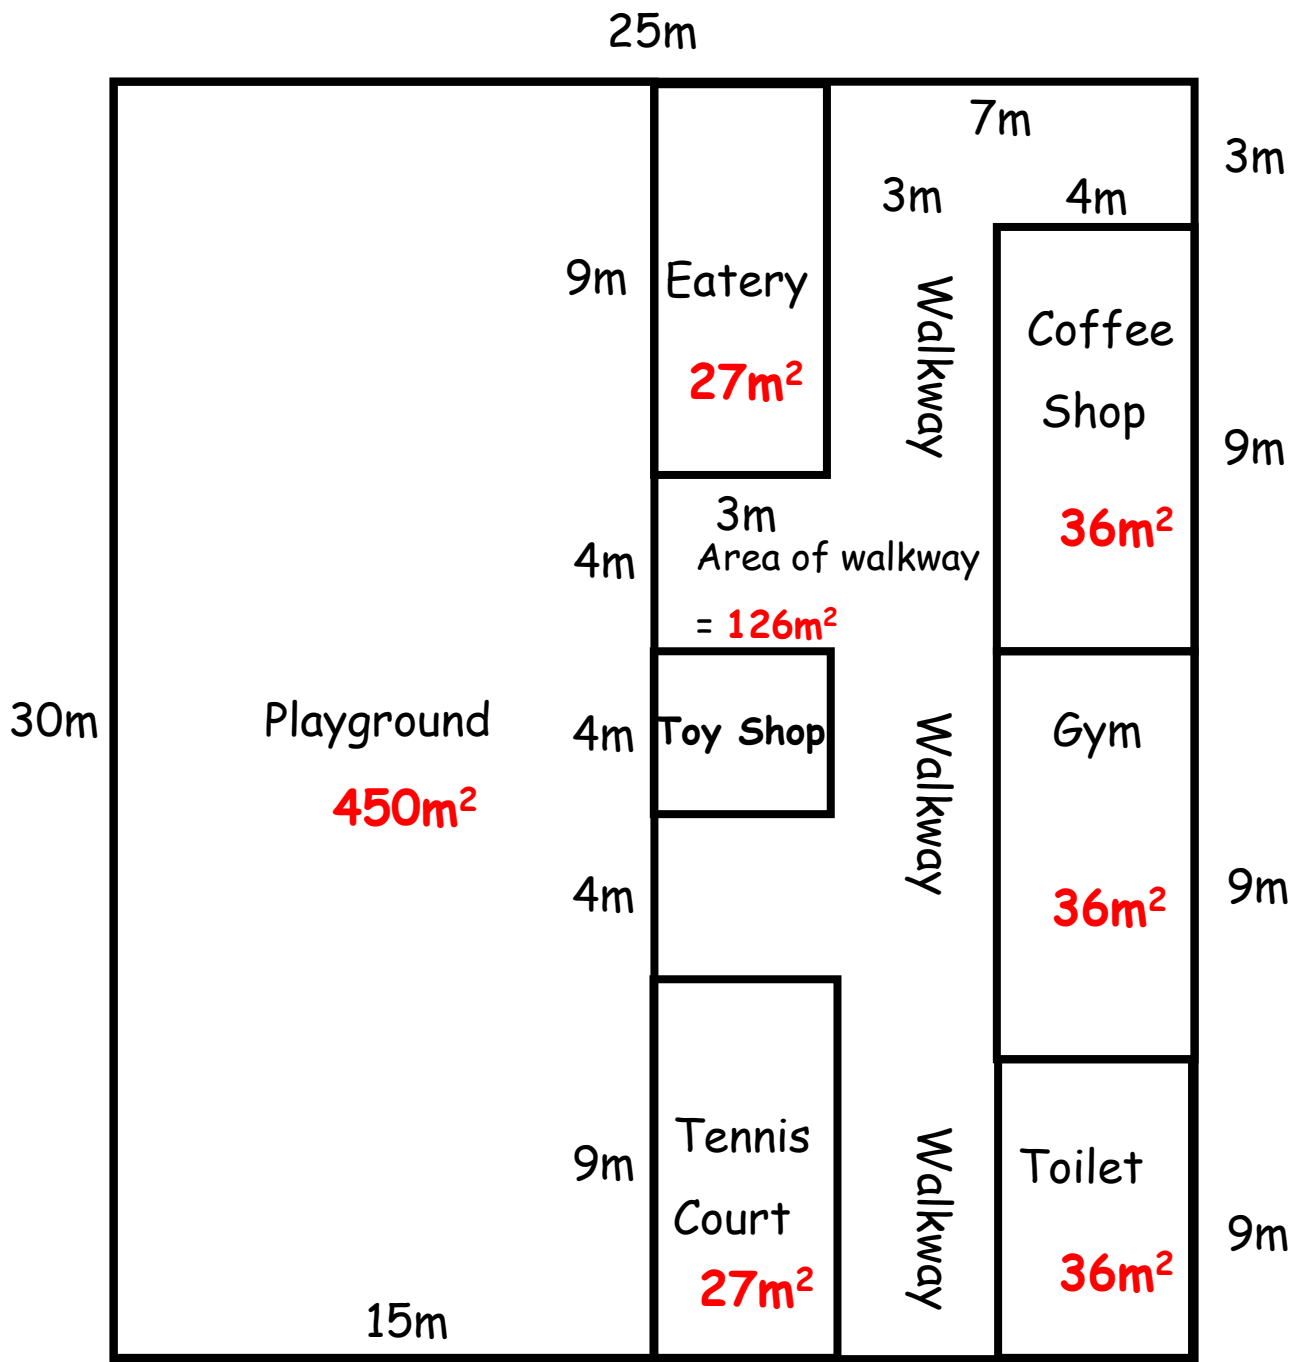 25m
7m
3m
3m
4m
9m
Eatery
27m²
Walkway
Coffee
Shop
36m²
9m
3m
4m
Area of walkway
= 126m²
30m
Playground
450m²
4m
Toy Shop
Walkway
Gym
36m²
9m
4m
9m
Tennis
Court
27m²
Walkway
Toilet
36m²
9m
15m